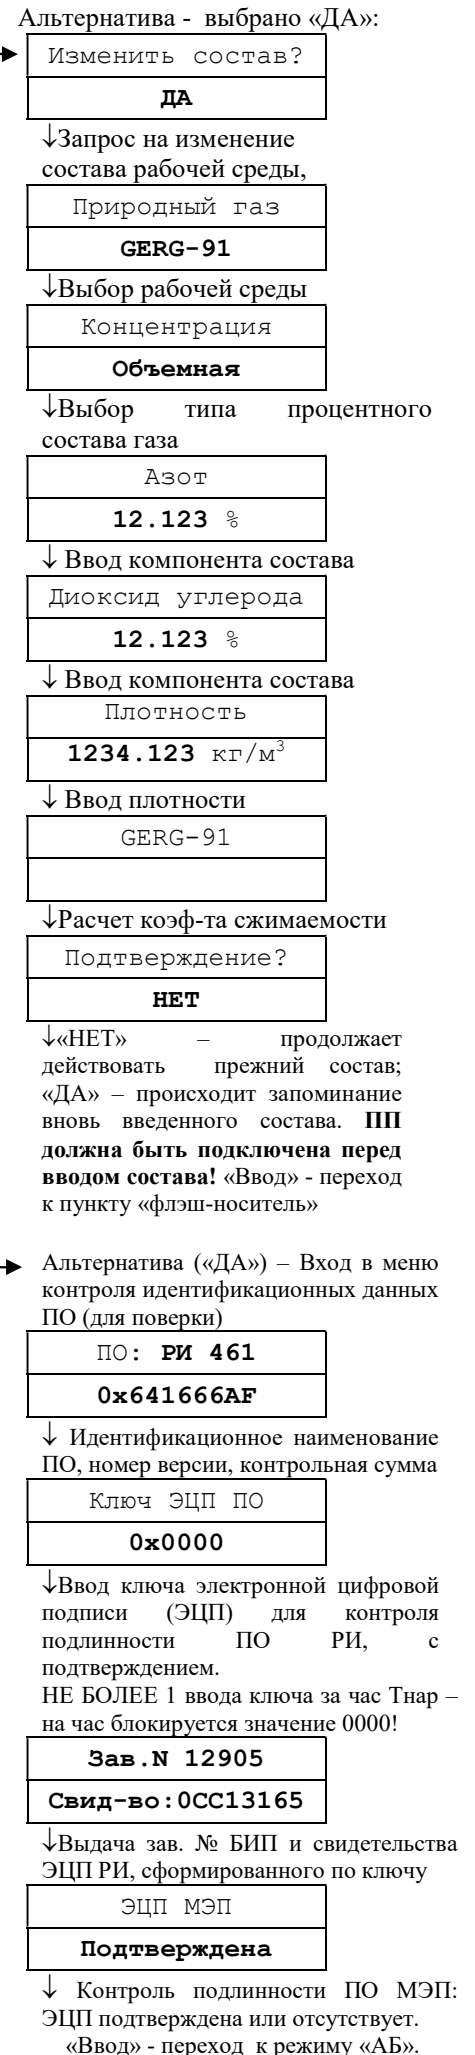 Альтернатива - выбрано «ДА»:
Изменить состав?
ДА
↓Запрос на изменение
состава рабочей среды,
Природный газ
GERG-91
↓Выбор рабочей среды
Концентрация
Объемная
↓Выбор типа процентного
состава газа
Азот
12.123 %
↓ Ввод компонента состава
Диоксид углерода
12.123 %
↓ Ввод компонента состава
Плотность
1234.123 кг/м³
↓ Ввод плотности
GERG-91
↓Расчет коэф-та сжимаемости
Подтверждение?
НЕТ
↓«НЕТ» – продолжает
действовать прежний состав;
«ДА» – происходит запоминание
вновь введенного состава. ПП
должна быть подключена перед
вводом состава! «Ввод» - переход
к пункту «флэш-носитель»
Альтернатива («ДА») – Вход в меню
контроля идентификационных данных
ПО (для поверки)
ПО: РИ 461
0x641666AF
↓ Идентификационное наименование
ПО, номер версии, контрольная сумма
Ключ ЭЦП ПО
0x0000
↓Ввод ключа электронной цифровой
подписи (ЭЦП) для контроля
подлинности ПО РИ, с
подтверждением.
НЕ БОЛЕЕ 1 ввода ключа за час Тнар –
на час блокируется значение 0000!
Зав.N 12905
Свид-во:0CC13165
↓Выдача зав. № БИП и свидетельства
ЭЦП РИ, сформированного по ключу
ЭЦП МЭП
Подтверждена
↓ Контроль подлинности ПО МЭП:
ЭЦП подтверждена или отсутствует.
«Ввод» - переход к режиму «АБ».